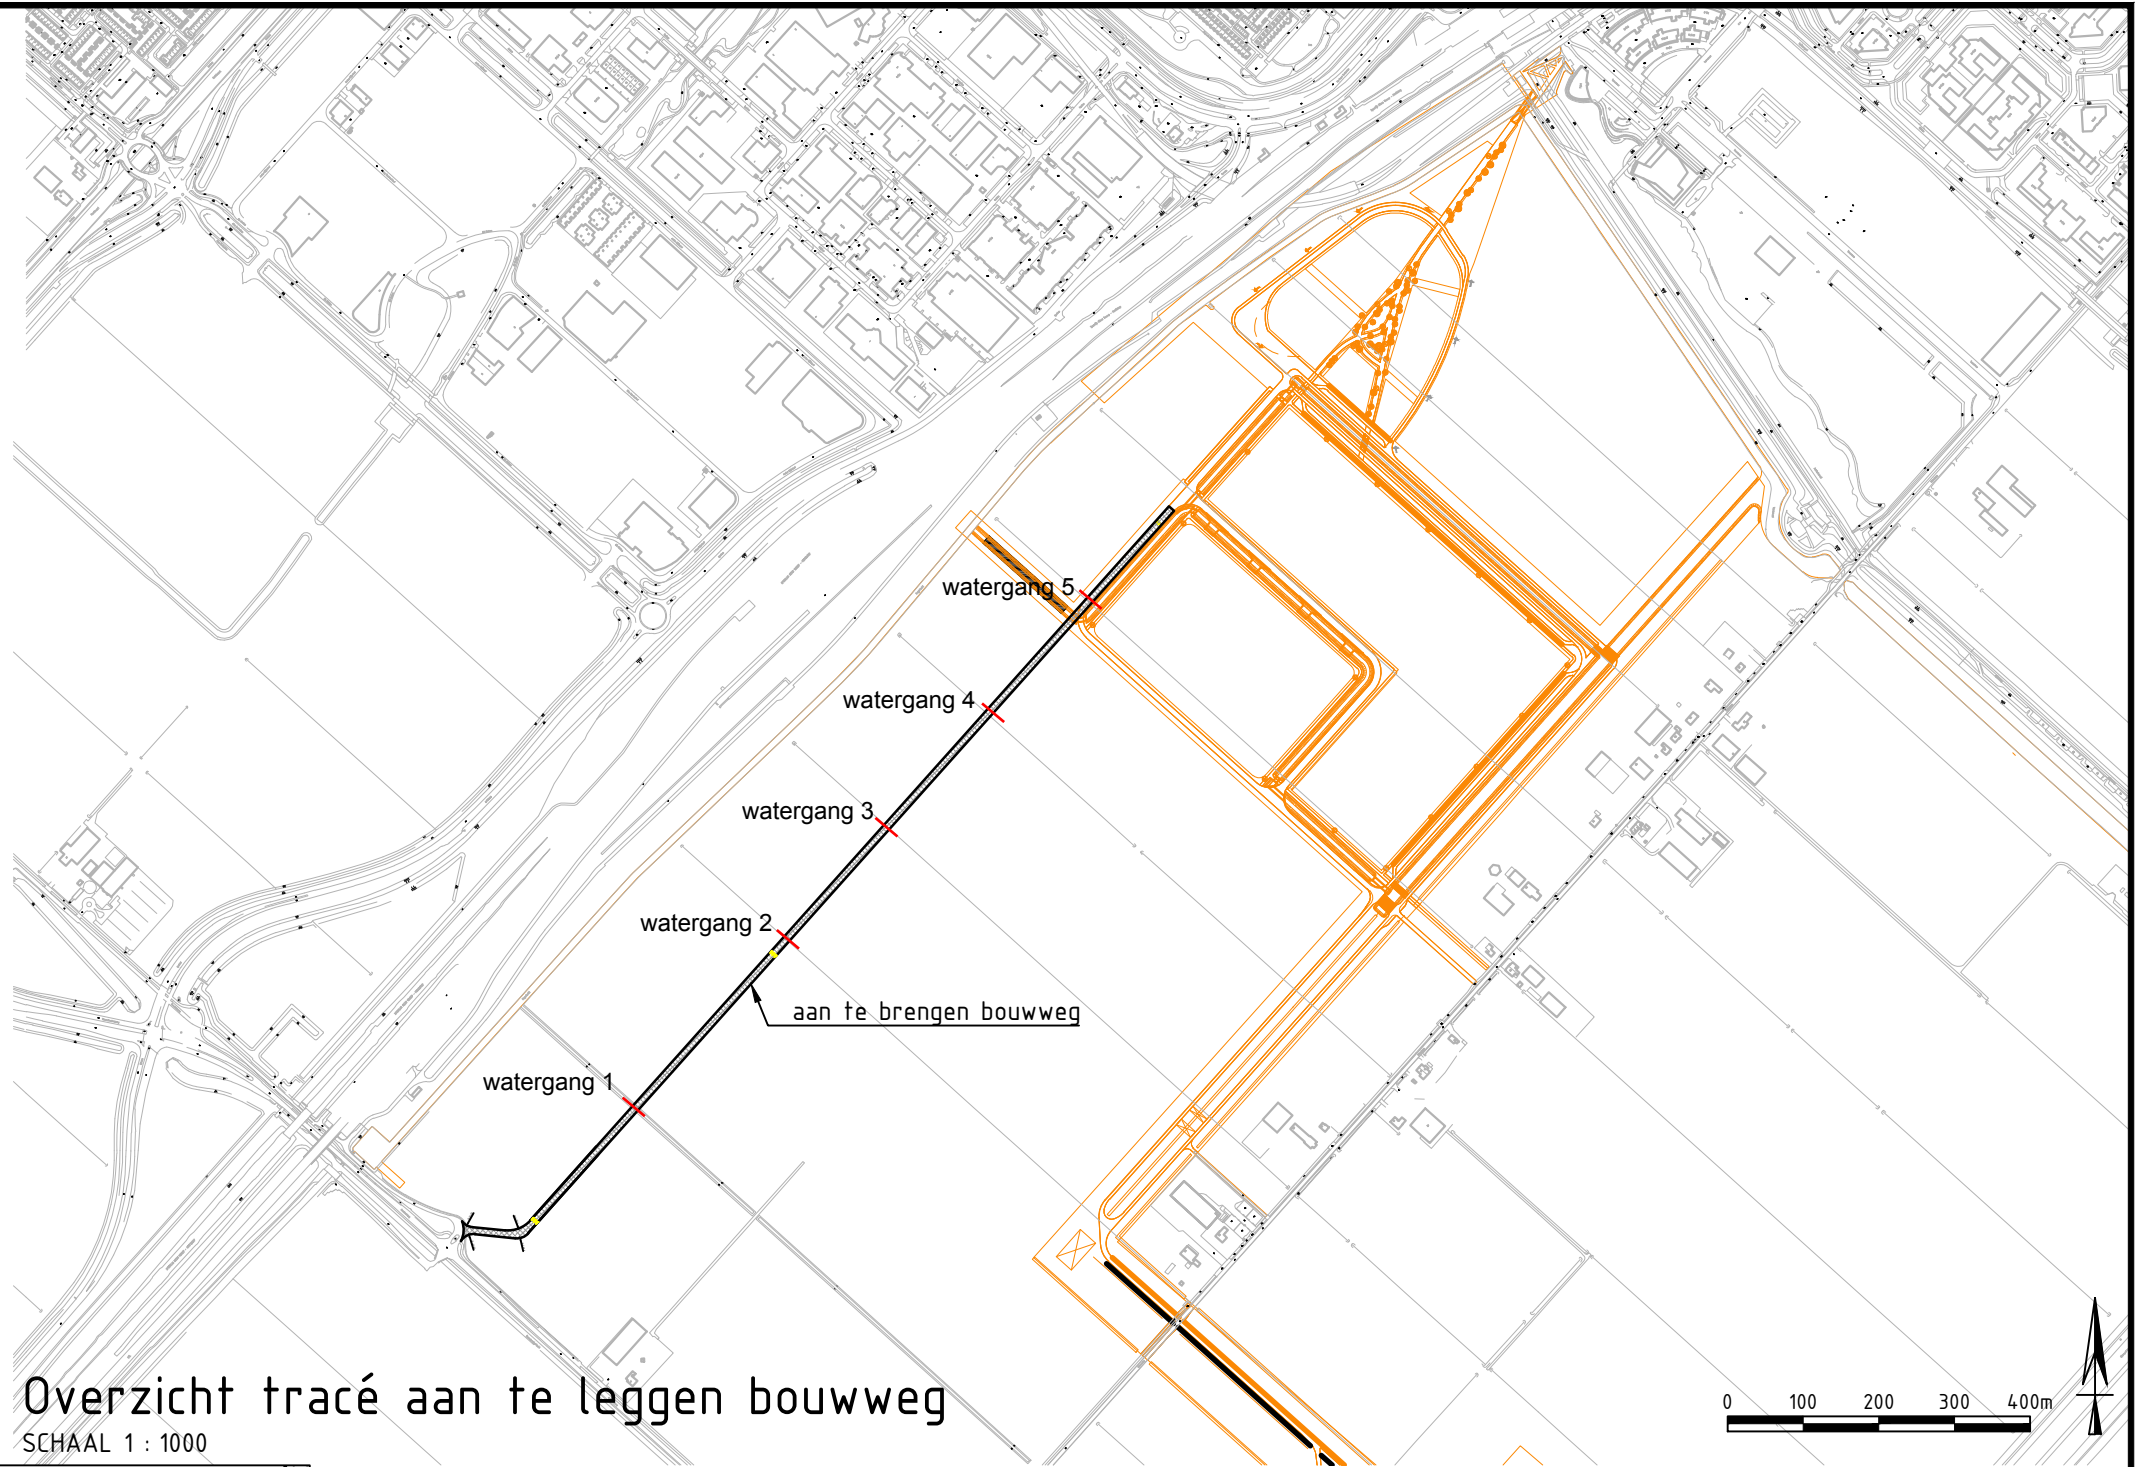 watergang 5
watergang 4
watergang 3
watergang 2
aan te brengen bouwweg
watergang 1
Overzicht tracé aan te leggen bouwweg
SCHAAL 1 : 1000
0 100 200 300 400m